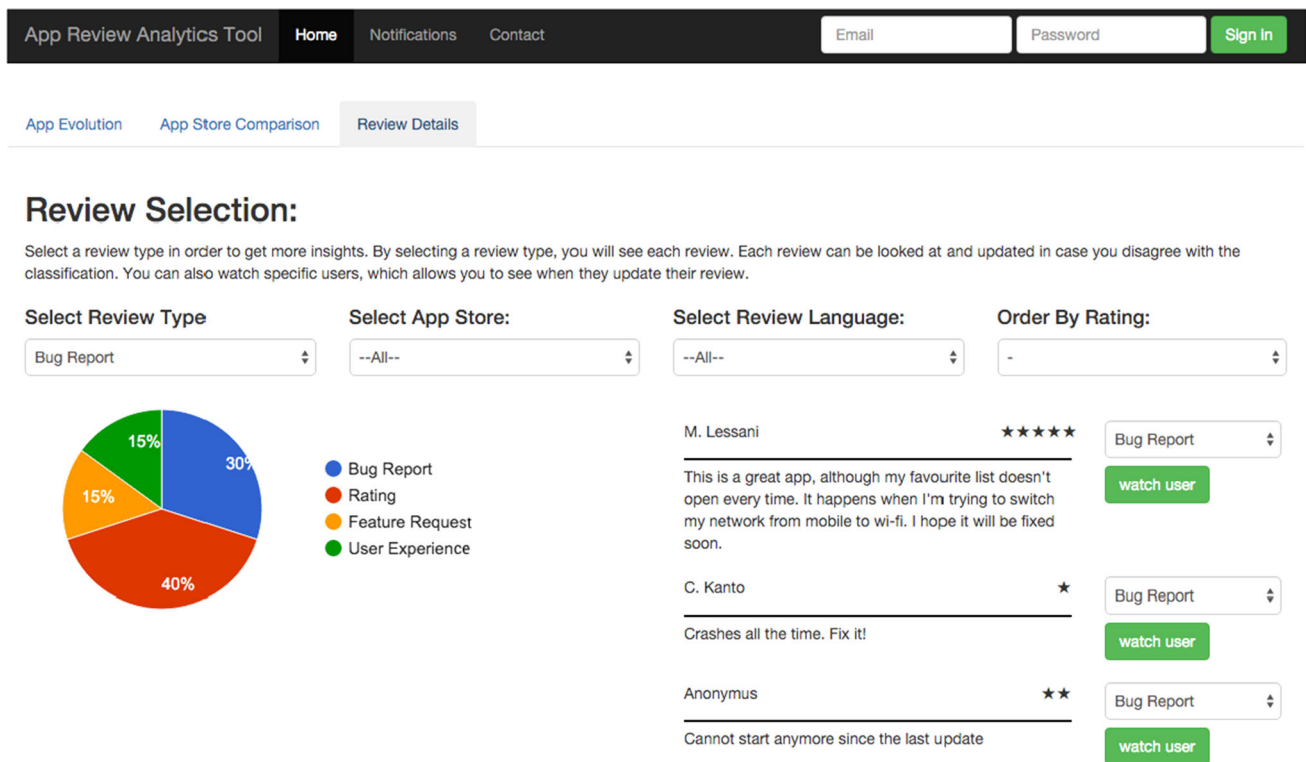 App Review Analytics Tool Home Notifications Contact Email Password Sign In
App Evolution App Store Comparison Review Details
Review Selection:
Select a review type in order to get more insights. By selecting a review type, you will see each review. Each review can be looked at and updated in case you disagree with the
classification. You can also watch specific users, which allows you to see when they update their review.
Select Review Type Select App Store: Select Review Language: Order By Rating:
Bug Report --All-- --All-- -
15%
30%
15%
40%
Bug Report
Rating
Feature Request
User Experience
M. Lessani ★★★★★
Bug Report
This is a great app, although my favourite list doesn't
open every time. It happens when I'm trying to switch
my network from mobile to wi-fi. I hope it will be fixed
soon.
watch user
C. Kanto ★
Bug Report
Crashes all the time. Fix it!
watch user
Anonymus ★★
Bug Report
Cannot start anymore since the last update
watch user